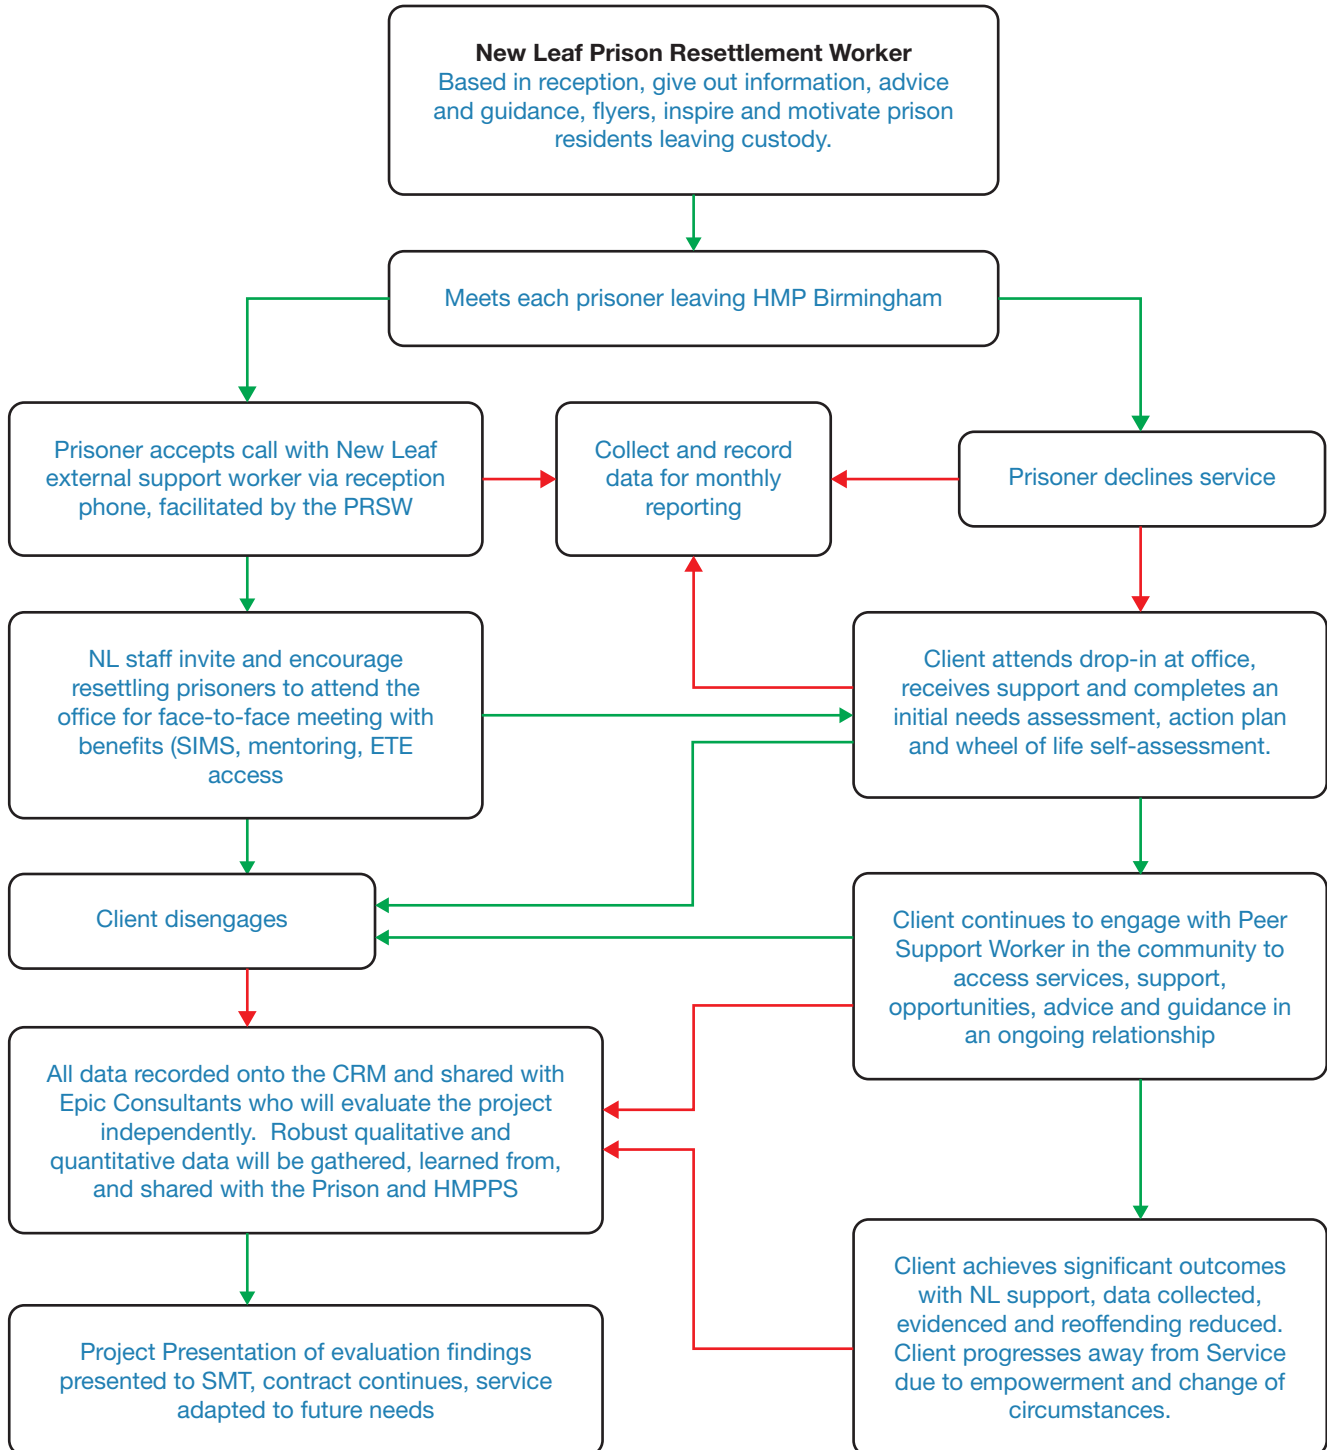 New Leaf Prison Resettlement Worker
Based in reception, give out information, advice
and guidance, flyers, inspire and motivate prison
residents leaving custody.
Meets each prisoner leaving HMP Birmingham
Prisoner accepts call with New Leaf
external support worker via reception
phone, facilitated by the PRSW
Collect and record
data for monthly
reporting
Prisoner declines service
NL staff invite and encourage
resettling prisoners to attend the
office for face-to-face meeting with
benefits (SIMS, mentoring, ETE
access
Client attends drop-in at office,
receives support and completes an
initial needs assessment, action plan
and wheel of life self-assessment.
Client disengages
Client continues to engage with Peer
Support Worker in the community to
access services, support,
opportunities, advice and guidance in
an ongoing relationship
All data recorded onto the CRM and shared with
Epic Consultants who will evaluate the project
independently.  Robust qualitative and
quantitative data will be gathered, learned from,
and shared with the Prison and HMPPS
Client achieves significant outcomes
with NL support, data collected,
evidenced and reoffending reduced.
Client progresses away from Service
due to empowerment and change of
circumstances.
Project Presentation of evaluation findings
presented to SMT, contract continues, service
adapted to future needs